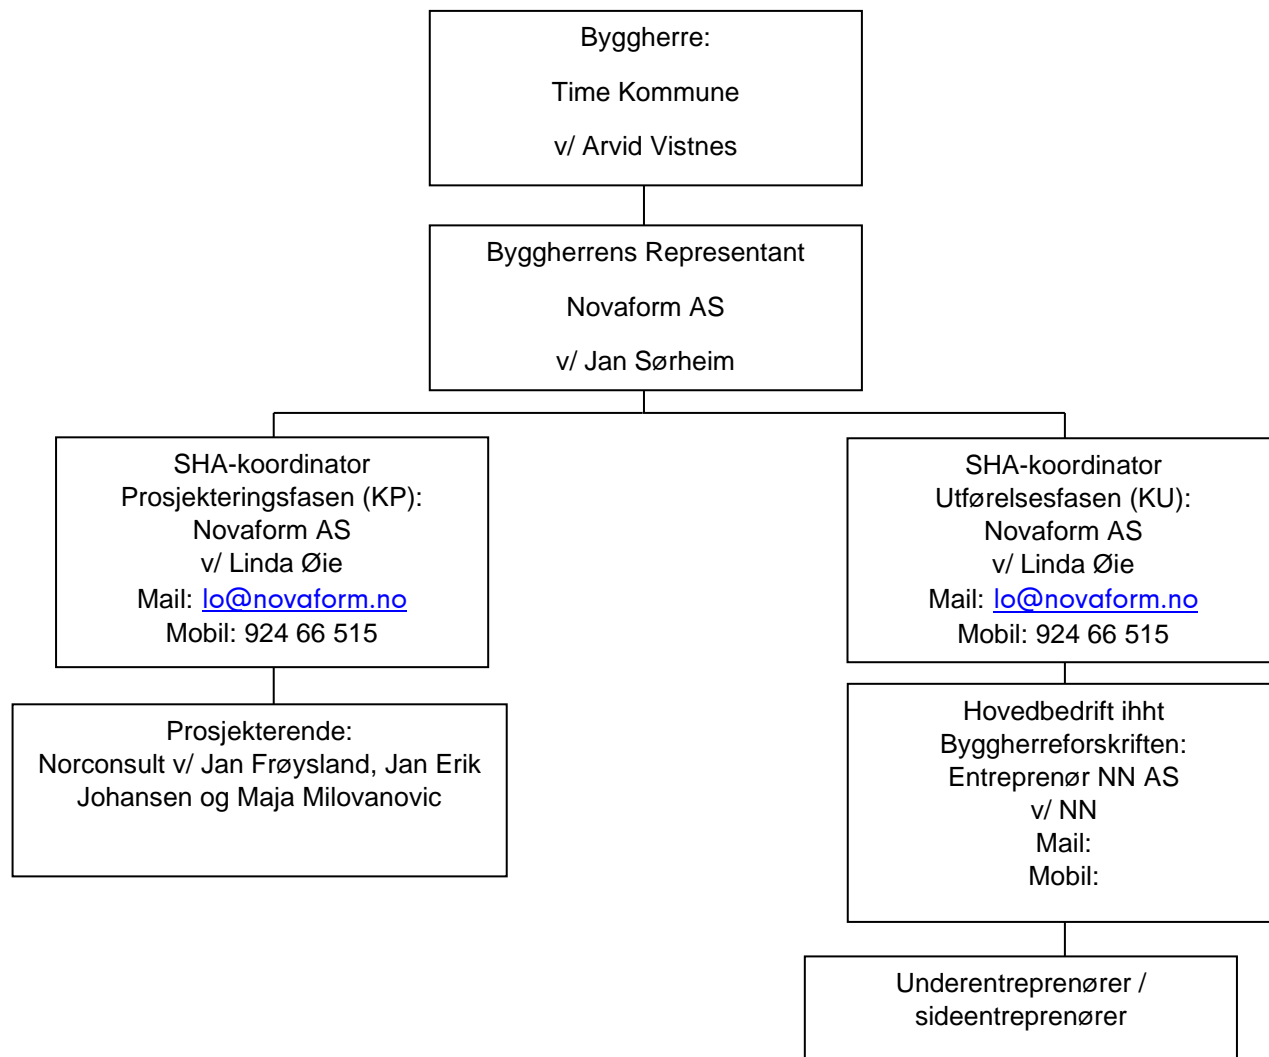 Byggherre:
Time Kommune
v/ Arvid Vistnes
Byggherrens Representant
Novaform AS
v/ Jan Sørheim
SHA-koordinator
Prosjekteringsfasen (KP):
Novaform AS
v/ Linda Øie
Mail: lo@novaform.no
Mobil: 924 66 515
Prosjekterende:
Norconsult v/ Jan Frøysland, Jan Erik
Johansen og Maja Milovanovic
SHA-koordinator
Utførelsesfasen (KU):
Novaform AS
v/ Linda Øie
Mail: lo@novaform.no
Mobil: 924 66 515
Hovedbedrift ihht
Byggherreforskriften:
Entreprenør NN AS
v/ NN
Mail:
Mobil:
Underentreprenører /
sideentreprenører